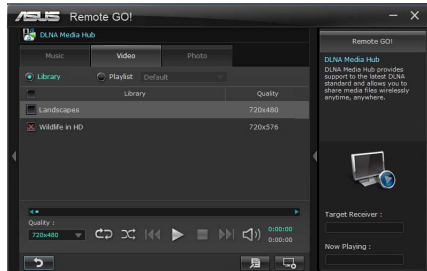 ASUS Remote GO!
DLNA Media Hub
Music Video Photo
Library Playlist Default
Library Quality
Landscapes 720x480
Wildlife in HD 720x576
Quality :
720x480
0:00:00
0:00:00
Remote GO!
DLNA Media Hub
DLNA Media Hub provides
support to the latest DLNA
standard and allows you to
share media files wirelessly
anytime, anywhere.
Target Receiver :
Now Playing :